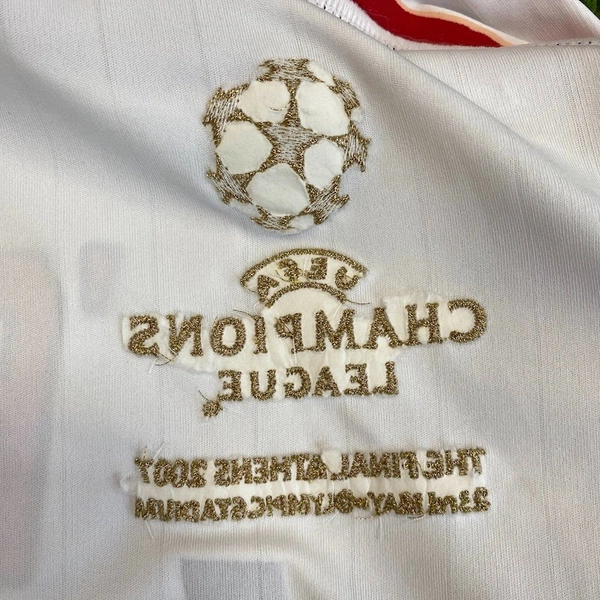 UEFA
CHAMPIONS
LEAGUE
THE FINAL ATHENS 2007
23rd MAY • OLYMPIC STADIUM